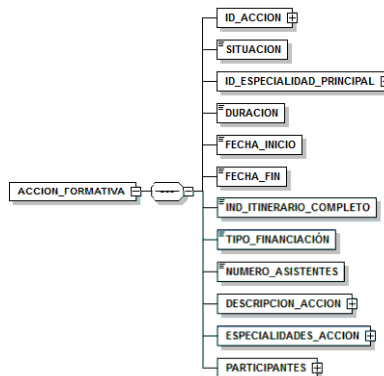 ID_ACCION
SITUACION
ID_ESPECIALIDAD_PRINCIPAL
DURACION
FECHA_INICIO
FECHA_FIN
ACCION_FORMATIVA
IND_ITINERARIO_COMPLETO
TIPO_FINANCIACIÓN
NUMERO_ASISTENTES
DESCRIPCION_ACCION
ESPECIALIDADES_ACCION
PARTICIPANTES